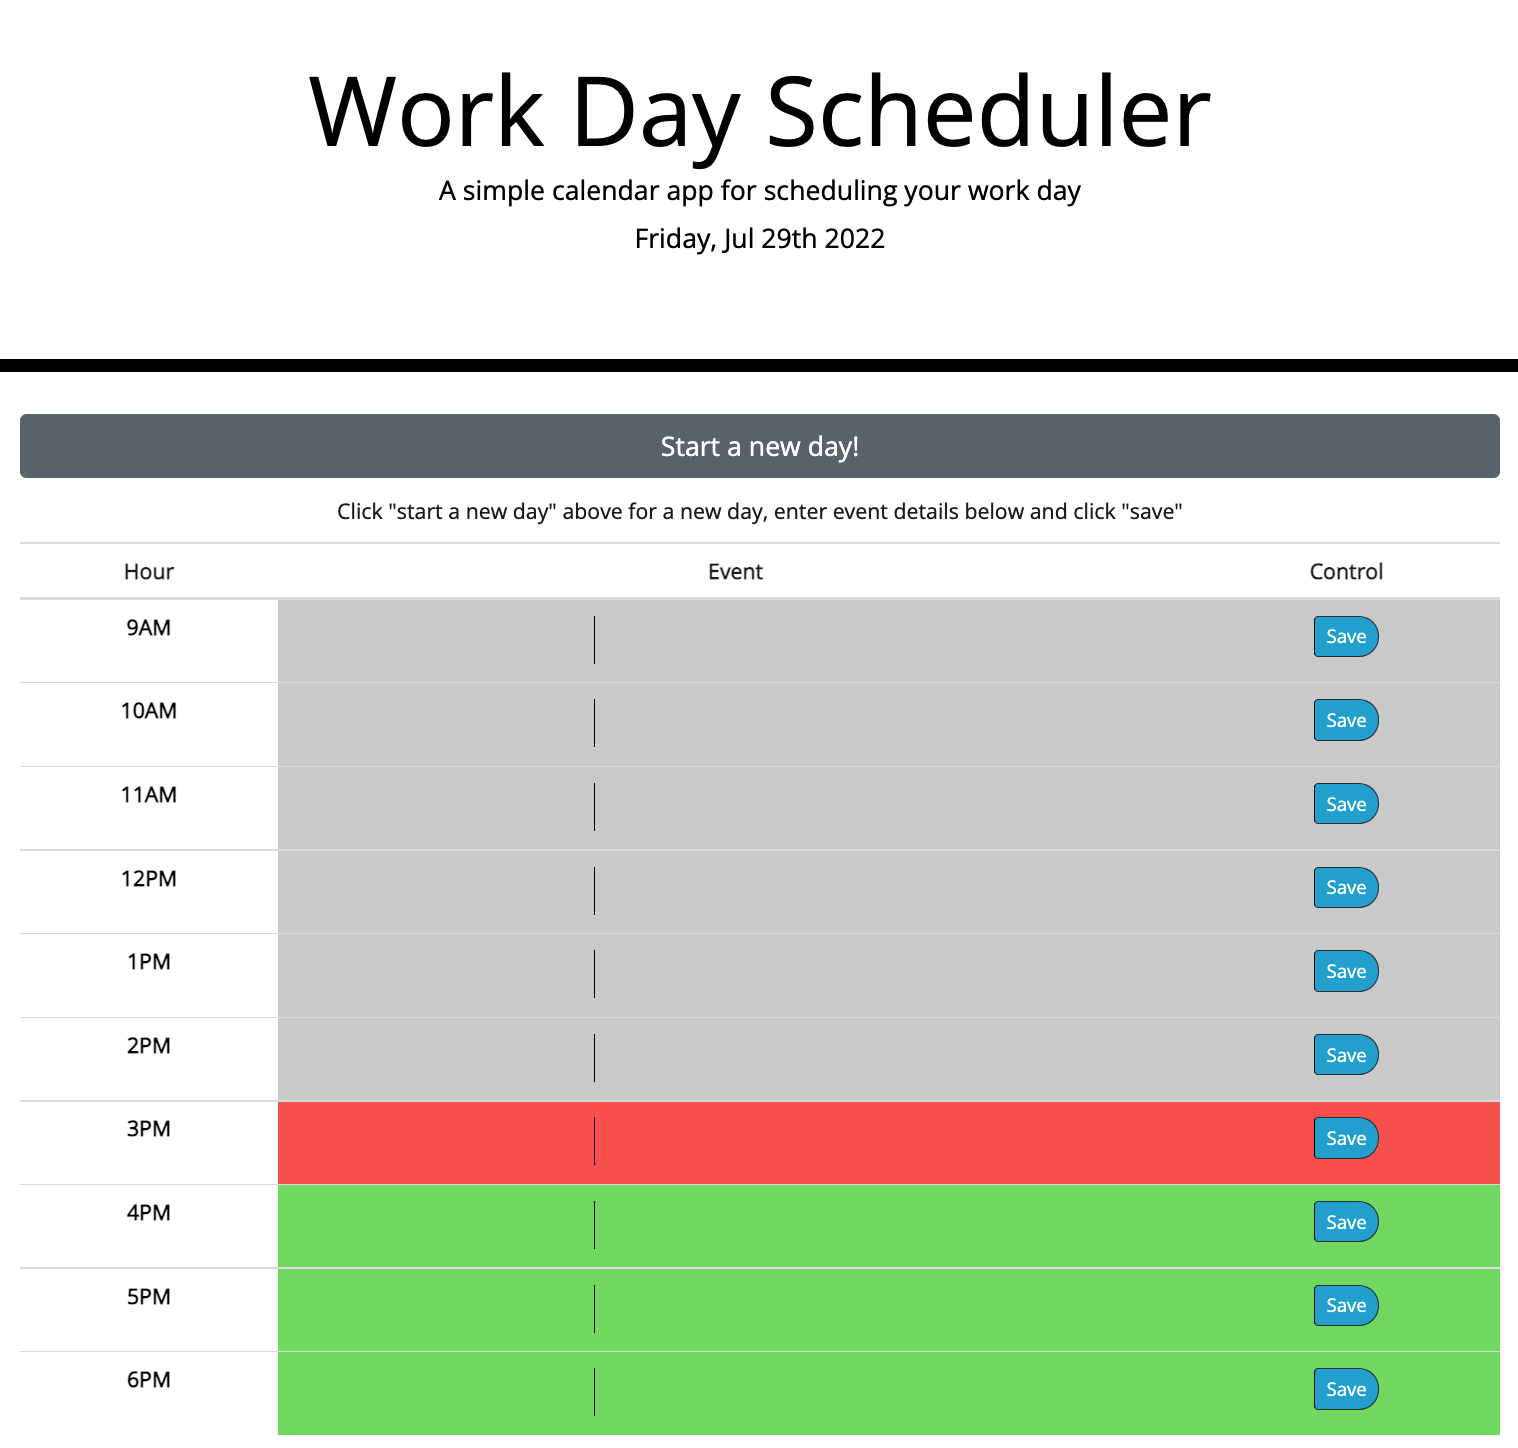 Work Day Scheduler
A simple calendar app for scheduling your work day
Friday, Jul 29th 2022
Start a new day!
Click "start a new day" above for a new day, enter event details below and click "save"
Hour Event Control
9AM Save
10AM Save
11AM Save
12PM Save
1PM Save
2PM Save
3PM Save
4PM Save
5PM Save
6PM Save